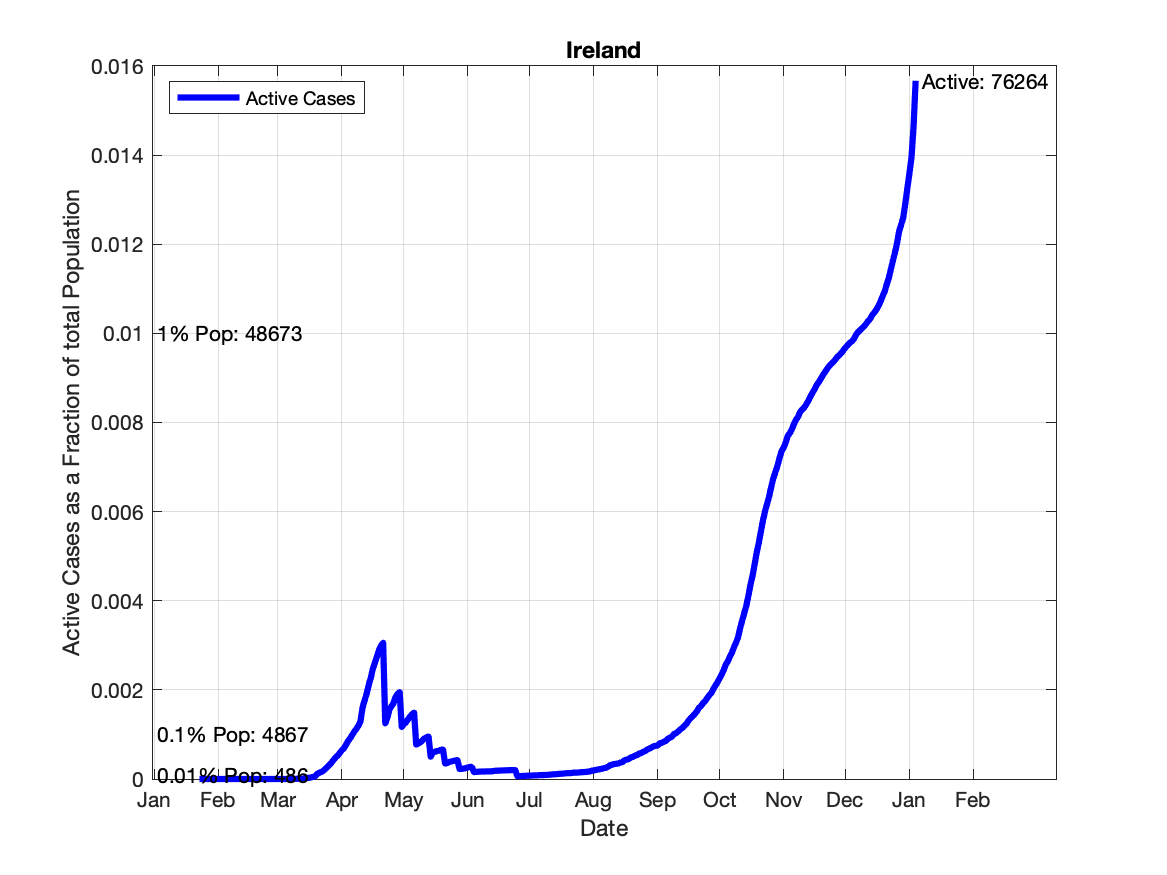 Ireland
Active Cases
Active: 76264
Active Cases as a Fraction of total Population
0.016
0.014
0.012
0.01
0.008
0.006
0.004
0.002
0
1% Pop: 48673
0.1% Pop: 4867
0.01% Pop: 486
Jan Feb Mar Apr May Jun Jul Aug Sep Oct Nov Dec Jan Feb
Date